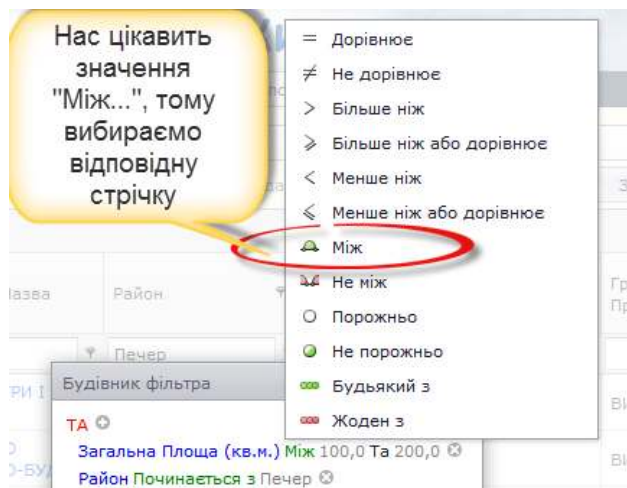 Нас цікавить
значення
"Між...", тому
вибираємо
відповідну
стрічку
= Дорівнює
≠ Не дорівнює
> Більше ніж
⩾ Більше ніж або дорівнює
< Менше ніж
⩽ Менше ніж або дорівнює
Між
Не між
Порожньо
Не порожньо
Будьякий з
Жоден з
Назва
Район
Печер
Будівник фільтра
ТА
Загальна Площа (кв.м.) Між 100,0 Та 200,0
Район Починається з Печер